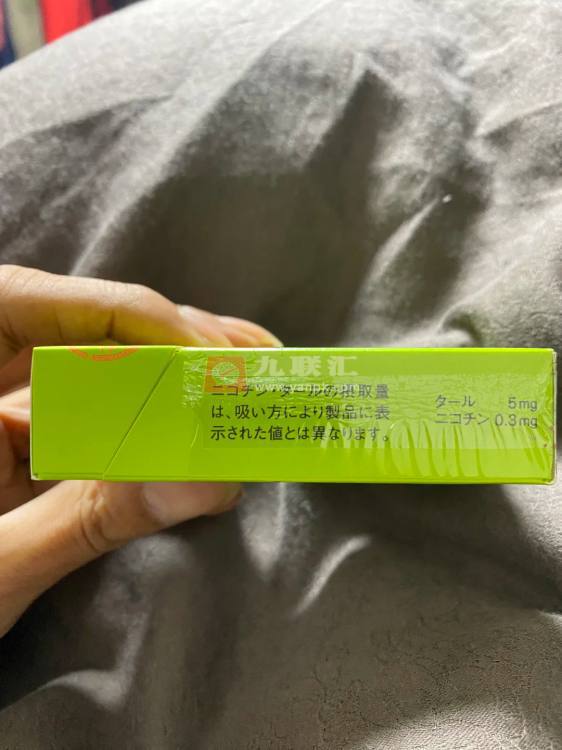 九联汇
ニコチン・タールの摂取量
は、吸い方により製品に表
示された値とは異なります。
タール 5mg
ニコチン 0.3mg